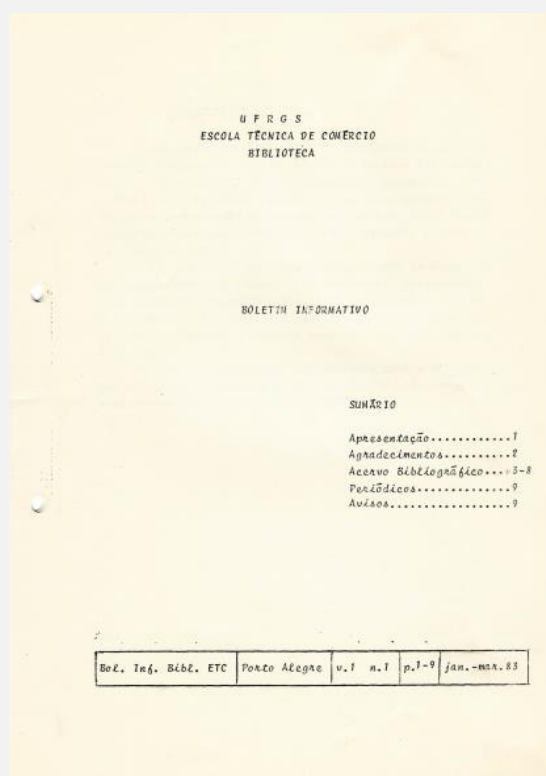 U F R G S
ESCOLA TÉCNICA DE COMÉRCIO
BIBLIOTECA
BOLETIM INFORMATIVO
SUMÁRIO
Apresentação............1
Agradecimentos..........2
Acervo Bibliográfico...3-8
Periódicos..............9
Avisos..................9
Bol. Inf. Bibl. ETC Porto Alegre v.1 n.1 p.1-9 jan.-mar.83